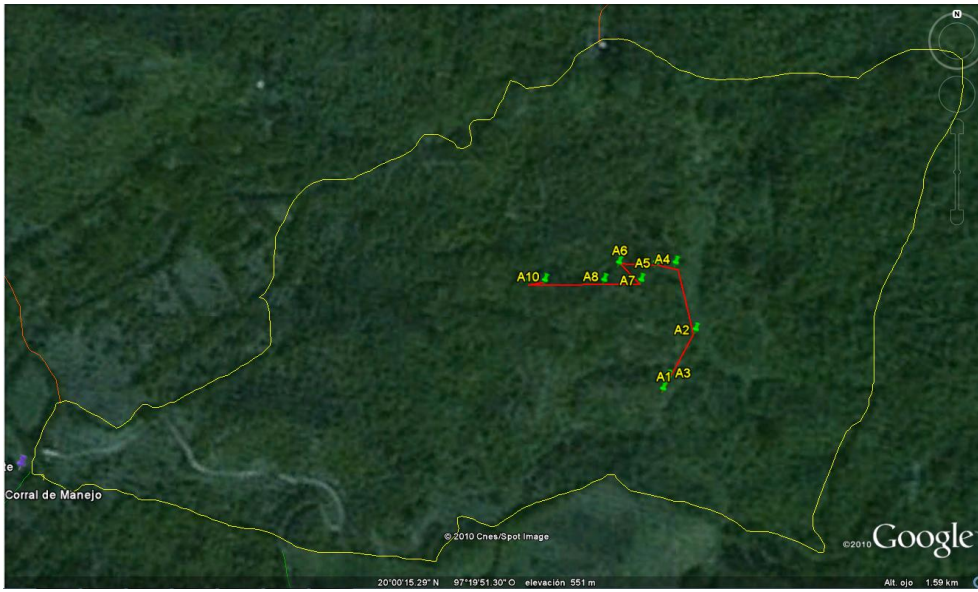 N
A6
A5 A4
A10 A8 A7
A2
A1 A3
te
Corral de Manejo
© 2010 Cnes/Spot Image
©2010 Google
20°00'15.29" N 97°19'51.30" O elevación 551 m Alt. ojo 1.59 km